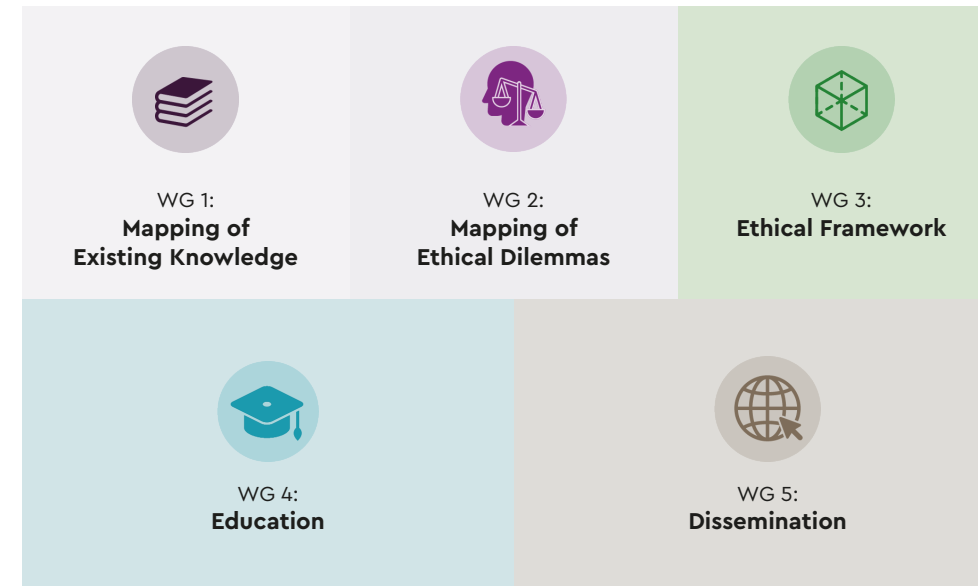 WG 1:
Mapping of
Existing Knowledge
WG 2:
Mapping of
Ethical Dilemmas
WG 3:
Ethical Framework
WG 4:
Education
WG 5:
Dissemination